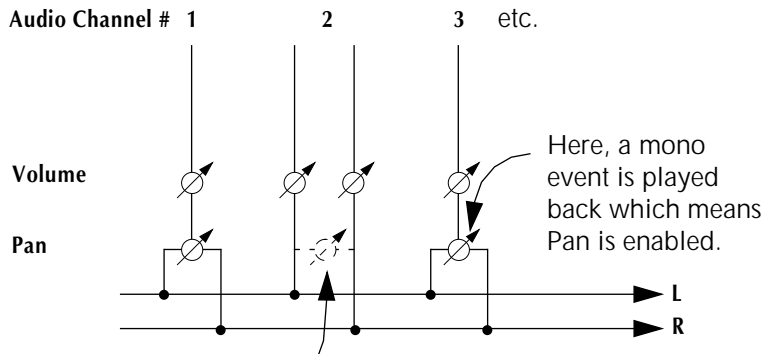 Audio Channel # 1 2 3 etc.
Volume
Here, a mono
event is played
back which means
Pan is enabled.
Pan
L
R